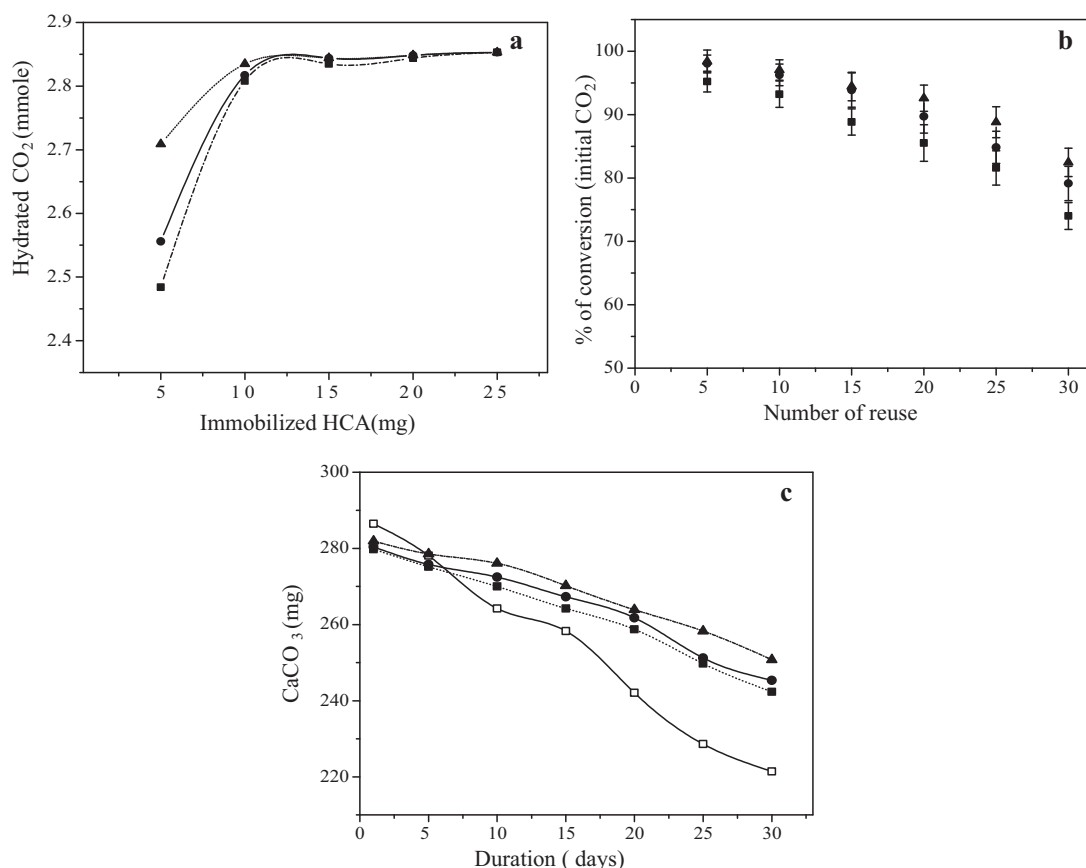 a
2.9
2.8
2.7
2.6
2.5
2.4
Hydrated CO₂ (mmole)
5 10 15 20 25
Immobilized HCA(mg)
b
100
90
80
70
60
50
% of conversion (initial CO₂)
0 5 10 15 20 25 30
Number of reuse
c
300
280
260
240
220
CaCO₃ (mg)
0 5 10 15 20 25 30
Duration ( days)